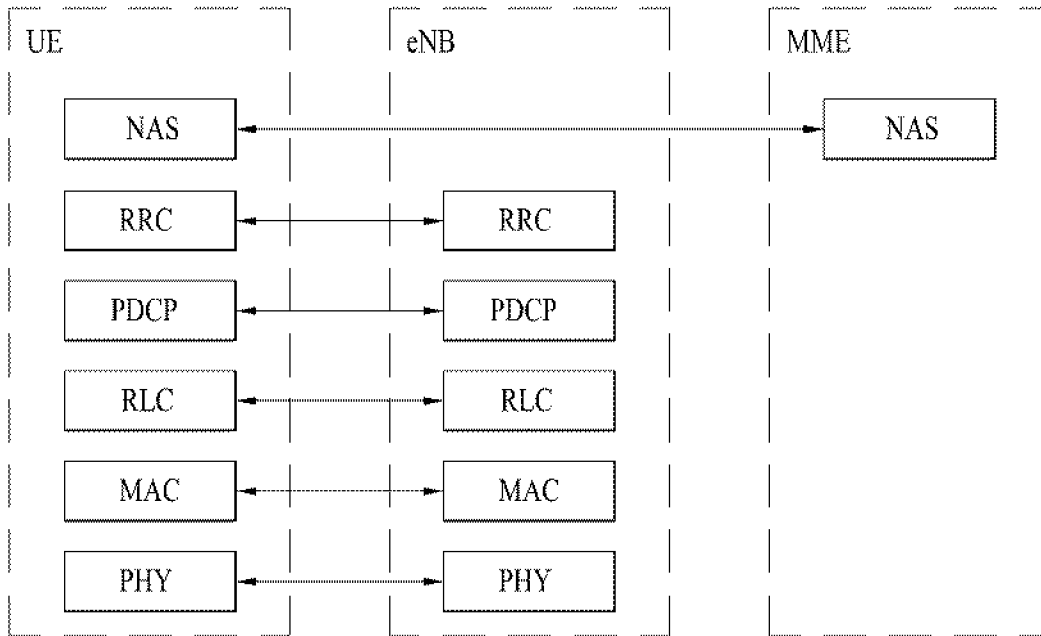 UE
eNB
MME
NAS
NAS
RRC
RRC
PDCP
PDCP
RLC
RLC
MAC
MAC
PHY
PHY